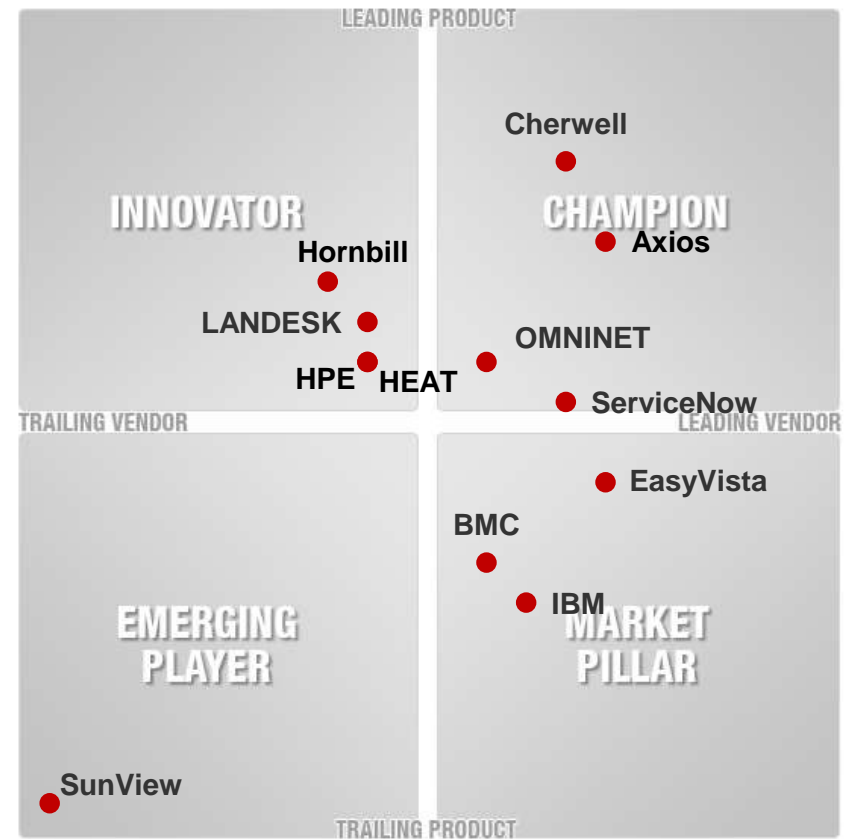 LEADING PRODUCT
Cherwell
INNOVATOR
CHAMPION
Axios
Hornbill
LANDESK
OMNINET
HPE
HEAT
ServiceNow
TRAILING VENDOR
LEADING VENDOR
EasyVista
BMC
IBM
EMERGING
PLAYER
MARKET
PILLAR
SunView
TRAILING PRODUCT